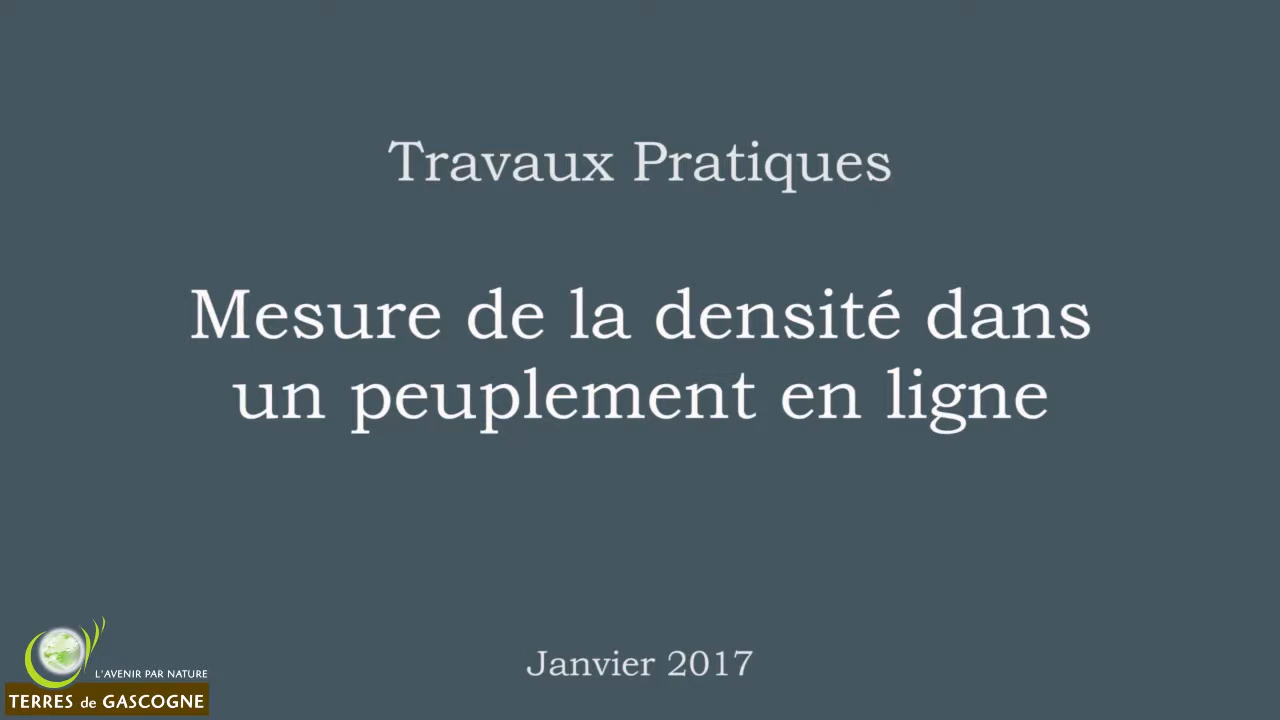 Travaux Pratiques
Mesure de la densité dans
un peuplement en ligne
Janvier 2017
L'AVENIR PAR NATURE
TERRES de GASCOGNE